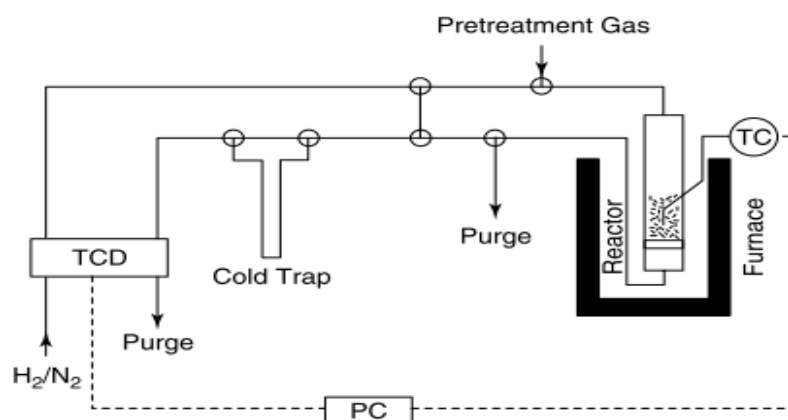 Pretreatment Gas
TC
Reactor
Furnace
Purge
TCD
Cold Trap
Purge
H₂/N₂
PC